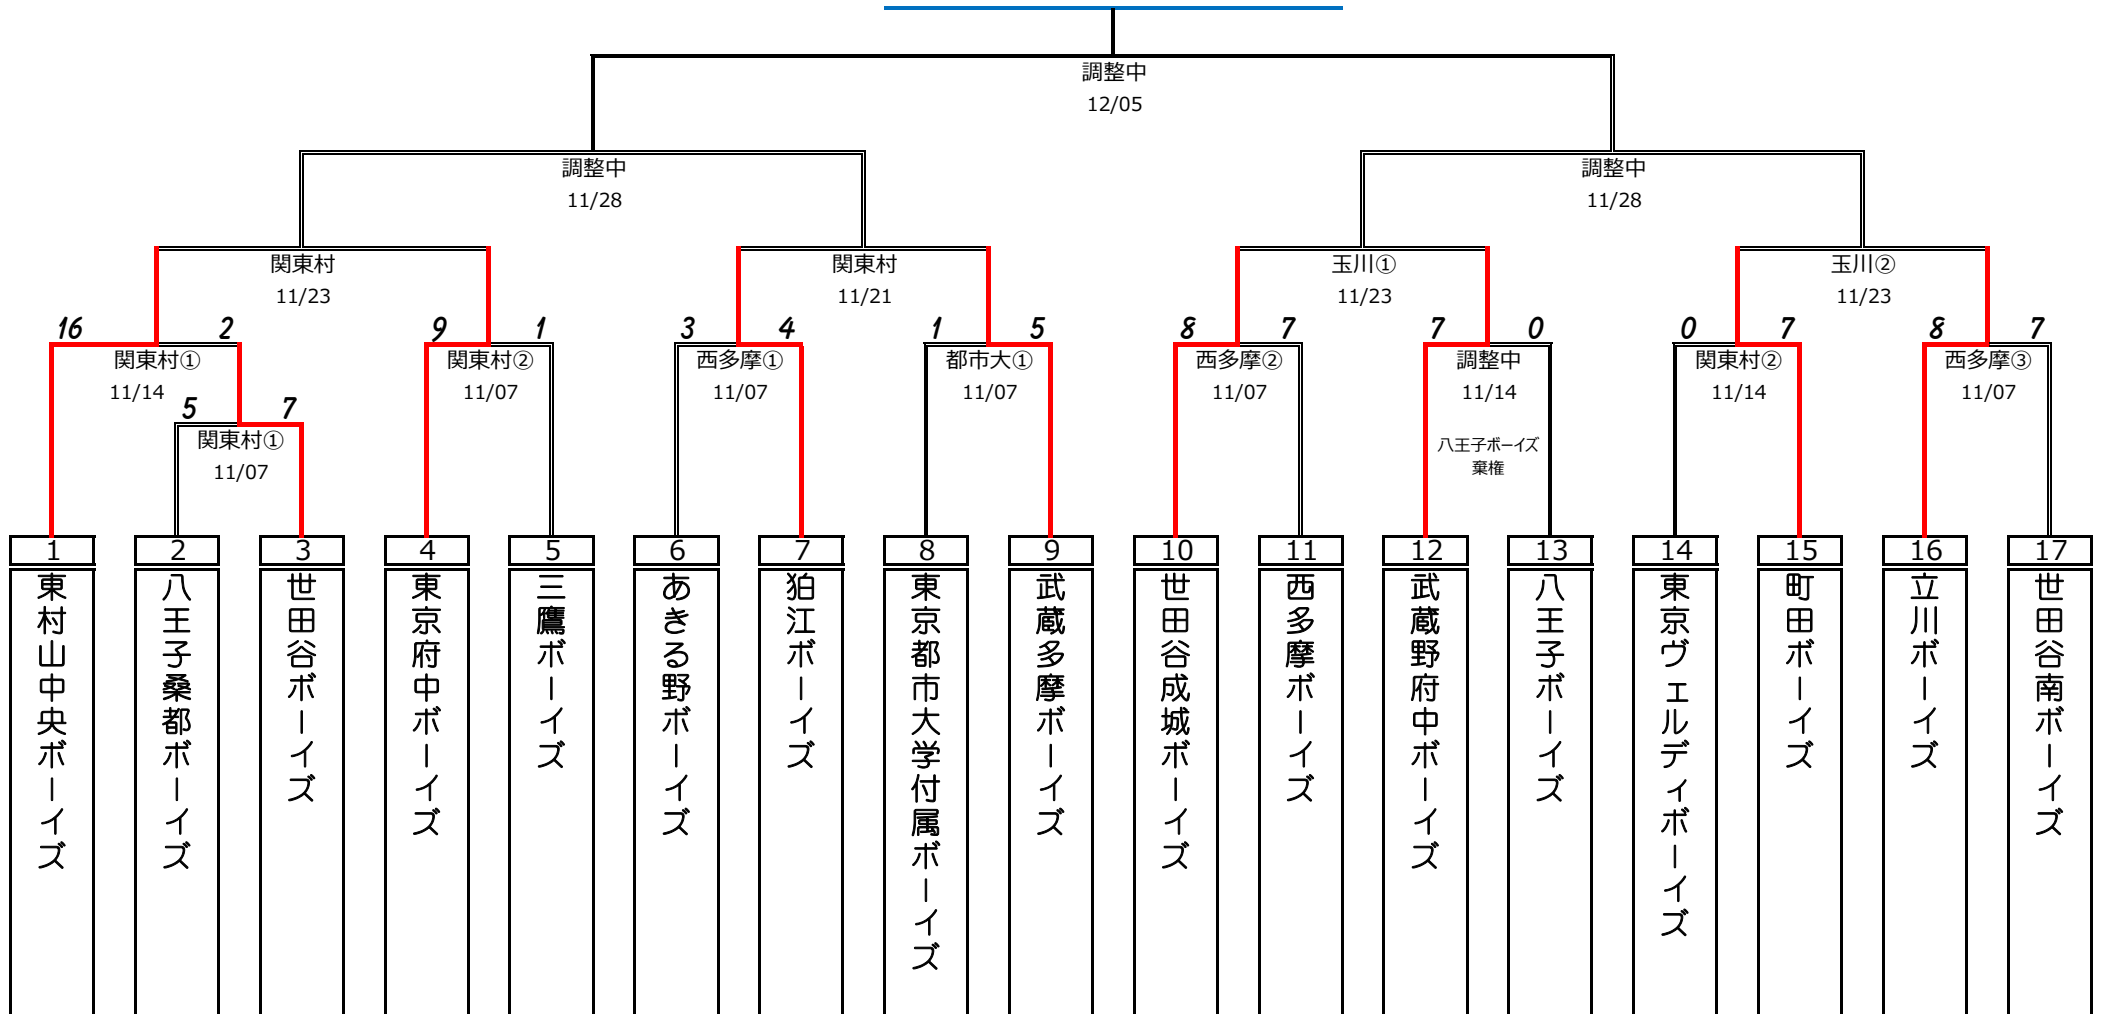 調整中
12/05
調整中
11/28
調整中
11/28
関東村
11/23
関東村
11/21
玉川①
11/23
玉川②
11/23
16 2
関東村①
11/14
9 1
関東村②
11/07
3 4
西多摩①
11/07
1 5
都市大①
11/07
8 7
西多摩②
11/07
7 0
調整中
11/14
八王子ボーイズ
棄権
0 7
関東村②
11/14
8 7
西多摩③
11/07
5 7
関東村①
11/07
1
東村山中央ボーイズ
2
八王子桑都ボーイズ
3
世田谷ボーイズ
4
東京府中ボーイズ
5
三鷹ボーイズ
6
あきる野ボーイズ
7
狛江ボーイズ
8
東京都市大学付属ボーイズ
9
武蔵多摩ボーイズ
10
世田谷成城ボーイズ
11
西多摩ボーイズ
12
武蔵野府中ボーイズ
13
八王子ボーイズ
14
東京ヴェルディボーイズ
15
町田ボーイズ
16
立川ボーイズ
17
世田谷南ボーイズ